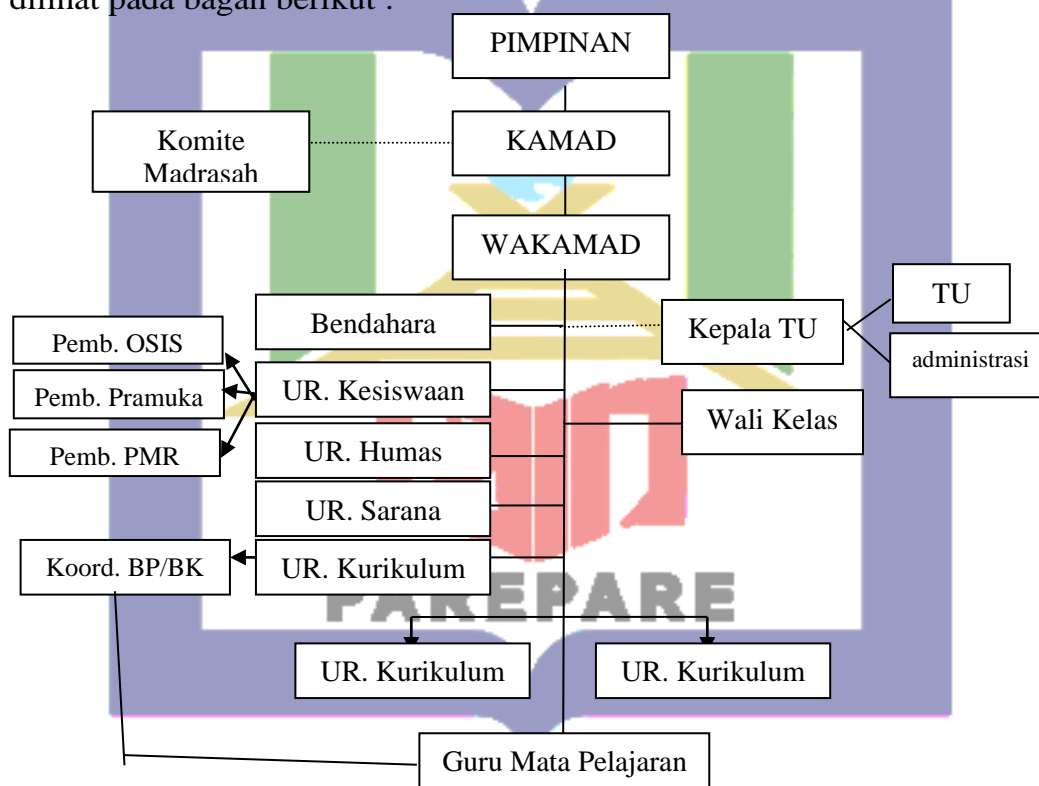 dilihat pada bagan berikut :
PIMPINAN
Komite
Madrasah
KAMAD
WAKAMAD
TU
Bendahara
Kepala TU
Pemb. OSIS
administrasi
UR. Kesiswaan
Pemb. Pramuka
Wali Kelas
UR. Humas
Pemb. PMR
UR. Sarana
Koord. BP/BK
UR. Kurikulum
PAREPARE
UR. Kurikulum
UR. Kurikulum
Guru Mata Pelajaran